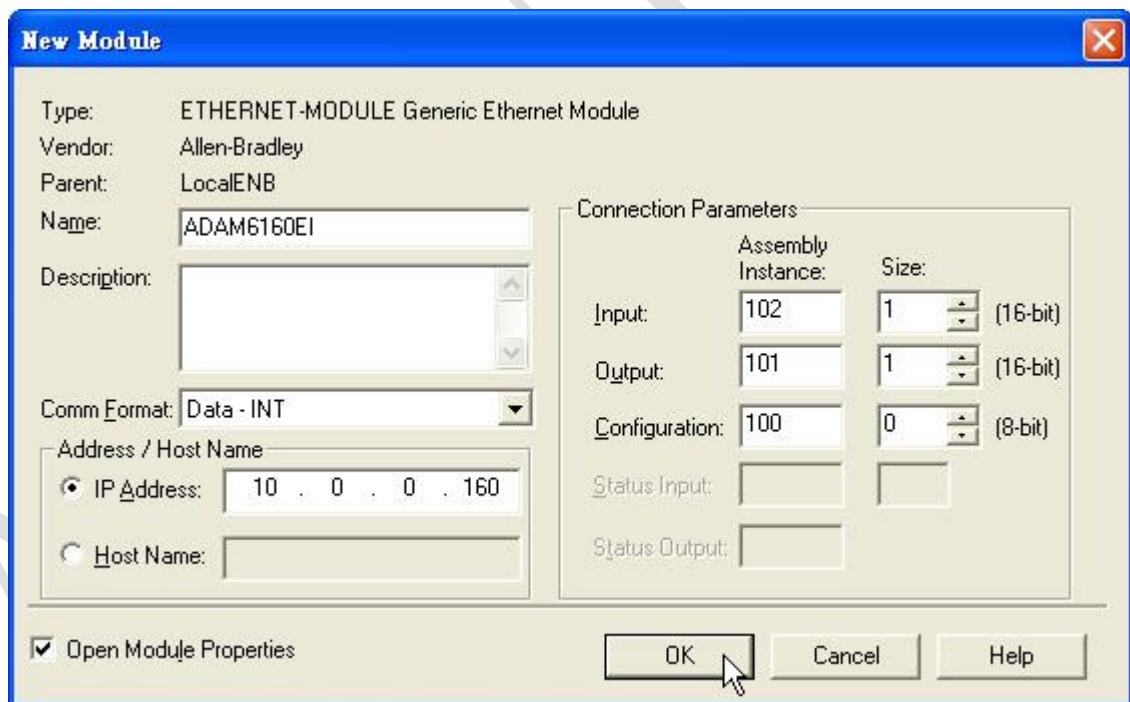 New Module
Type: ETHERNET-MODULE Generic Ethernet Module
Vendor: Allen-Bradley
Parent: LocalENB
Name: ADAM6160EI
Description:
Comm Format: Data - INT
Address / Host Name
IP Address: 10 . 0 . 0 . 160
Host Name:
Connection Parameters
Assembly
Instance: Size:
Input: 102 1 (16-bit)
Output: 101 1 (16-bit)
Configuration: 100 0 (8-bit)
Status Input:
Status Output:
Open Module Properties
OK Cancel Help